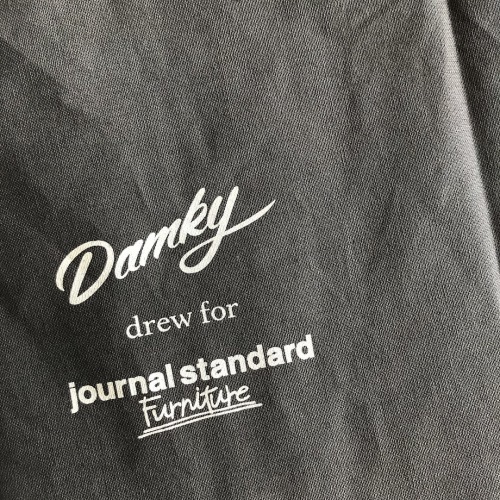 Damky
drew for
journal standard
Furniture